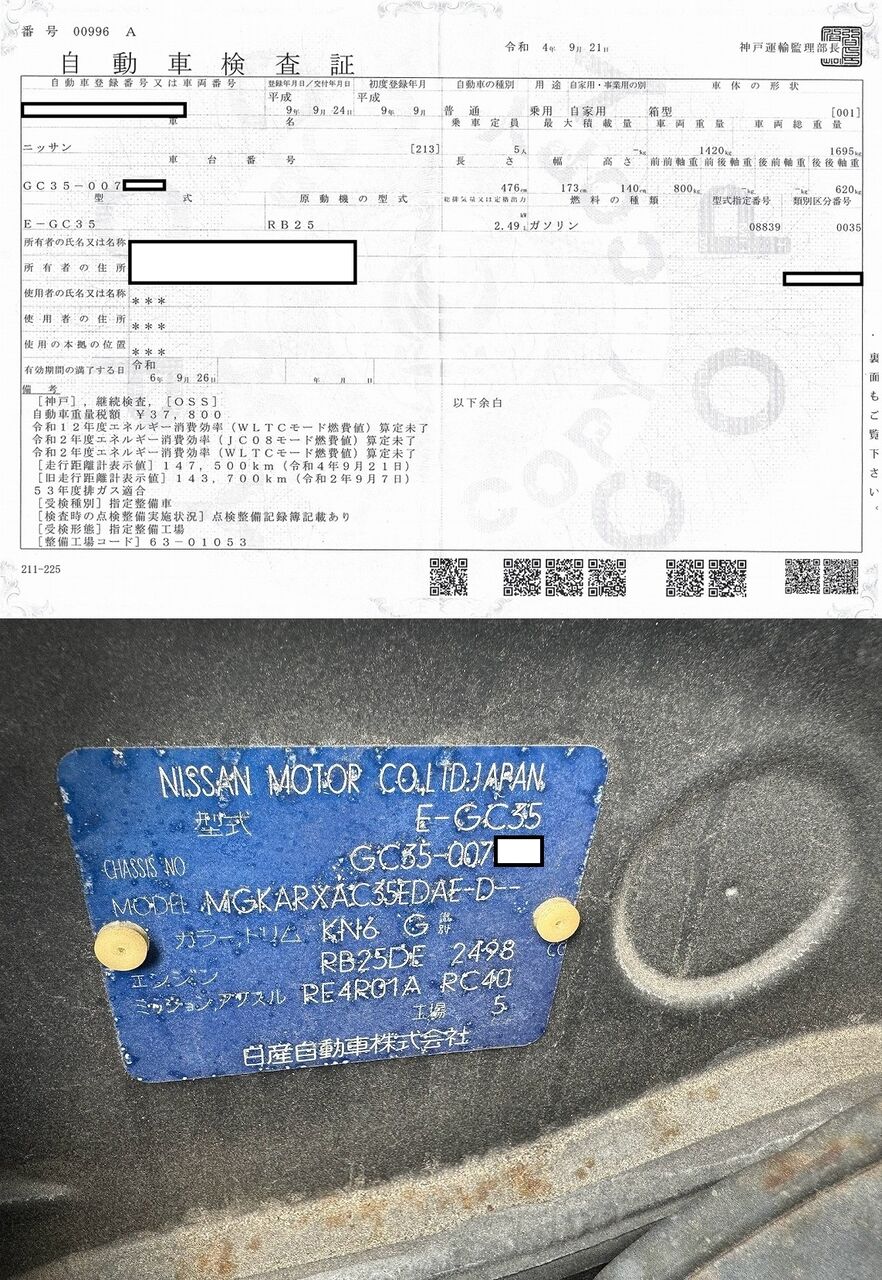 番号 00996 A
令和 4年 9月 21日 神戸運輸監理部長
自動車検査証
自動車登録番号又は車両番号 登録年月日/交付年月日 初度登録年月 自動車の種別 用途 自家用・事業用の別 車体の形状
平成 9年 9月 24日 平成 9年 9月 普通 乗用 自家用 箱型 [001]
車名 乗車定員 最大積載量 車両重量 車両総重量
ニッサン [213] 5人 -kg 1420kg 1695kg
車台番号 長さ 幅 高さ 前前軸重 前後軸重 後前軸重 後後軸重
GC35-007 476cm 173cm 140cm 800kg -kg -kg 620kg
型式 原動機の型式 総排気量又は定格出力 燃料の種類 型式指定番号 類別区分番号
E-GC35 RB25 kW 2.49L ガソリン 08839 0035
所有者の氏名又は名称
所有者の住所
使用者の氏名又は名称 ***
使用者の住所 ***
使用の本拠の位置 ***
有効期間の満了する日 令和 6年 9月 26日 年 月 日
備考
[神戸],継続検査,[OSS] 以下余白
自動車重量税額 ¥37,800
令和12年度エネルギー消費効率(WLTCモード燃費値)算定未了
令和2年度エネルギー消費効率(JC08モード燃費値)算定未了
令和2年度エネルギー消費効率(WLTCモード燃費値)算定未了
[走行距離計表示値]147,500km(令和4年9月21日)
[旧走行距離計表示値]143,700km(令和2年9月7日)
53年度排ガス適合
[受検種別]指定整備車
[検査時の点検整備実施状況]点検整備記録簿記載あり
[受検形態]指定整備工場
[整備工場コード]63-01053
裏面もご覧下さい。
COPY
211-225
NISSAN MOTOR CO.,LTD.JAPAN
型式 E-GC35
CHASSIS NO GC35-007
MODEL MGKARXAC35EDAE-D--
カラー,トリム KN6 G 識別
エンジン RB25DE 2498 CC
ミッション,アクスル RE4R01A RC40
工場 5
日産自動車株式会社